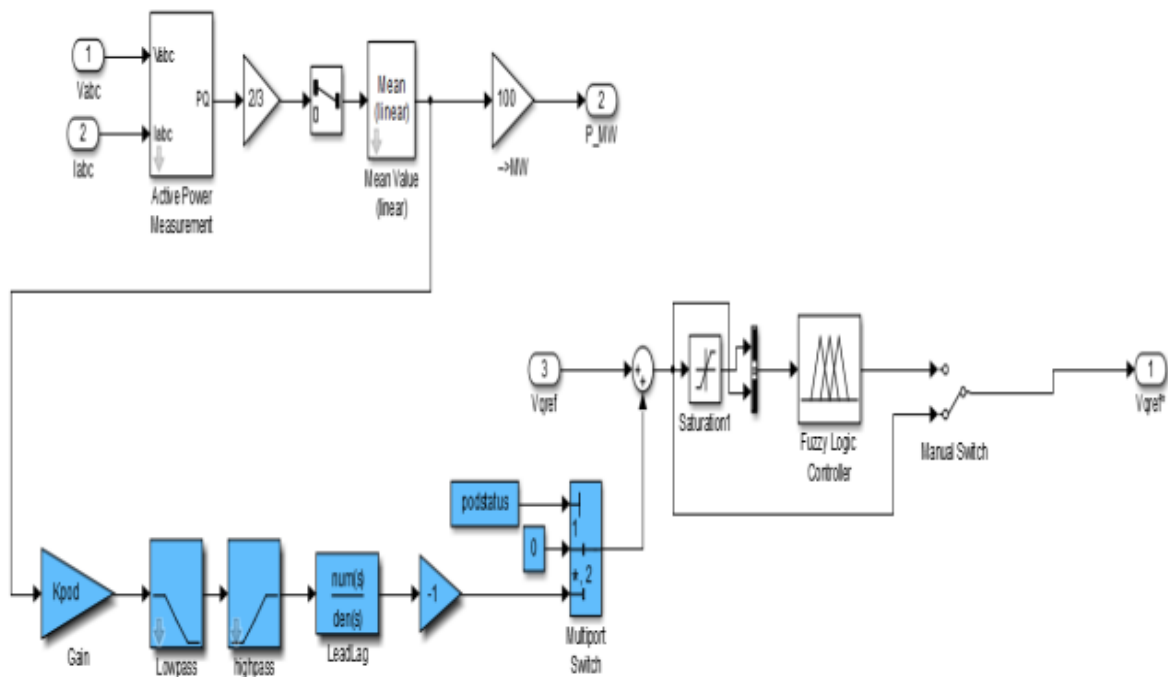 1
Vabc
2
Iabc
Vabc
Iabc
PQ
Active Power
Measurement
2/3
0
Mean
(linear)
Mean Value
(linear)
100
-->MW
2
P_MW
3
Vqref
+
+
Saturation1
Fuzzy Logic
Controller
Manual Switch
1
Vqref*
podstatus
0
1
*, 2
Multiport
Switch
Kpod
Gain
Lowpass
highpass
num(s)
den(s)
LeadLag
-1